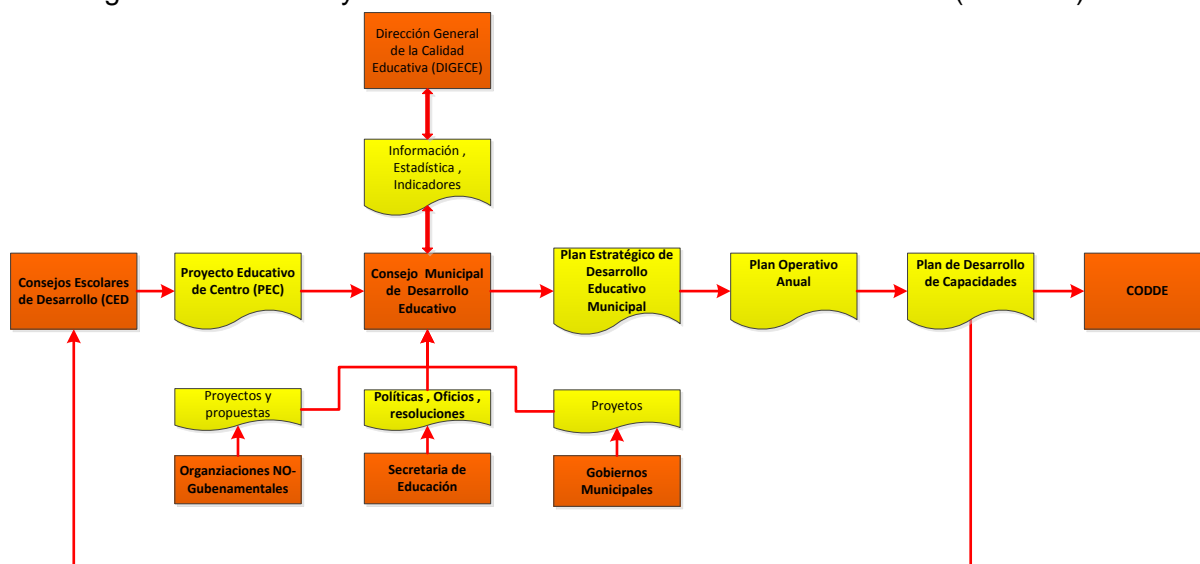 Dirección General
de la Calidad
Educativa (DIGECE)
Información ,
Estadística ,
Indicadores
Consejos Escolares
de Desarrollo (CED
Proyecto Educativo
de Centro (PEC)
Consejo Municipal
de Desarrollo
Educativo
Plan Estratégico de
Desarrollo
Educativo
Municipal
Plan Operativo
Anual
Plan de Desarrollo
de Capacidades
CODDE
Proyectos y
propuestas
Políticas , Oficios ,
resoluciones
Proyetos
Organziaciones NO-
Gubenamentales
Secretaria de
Educación
Gobiernos
Municipales